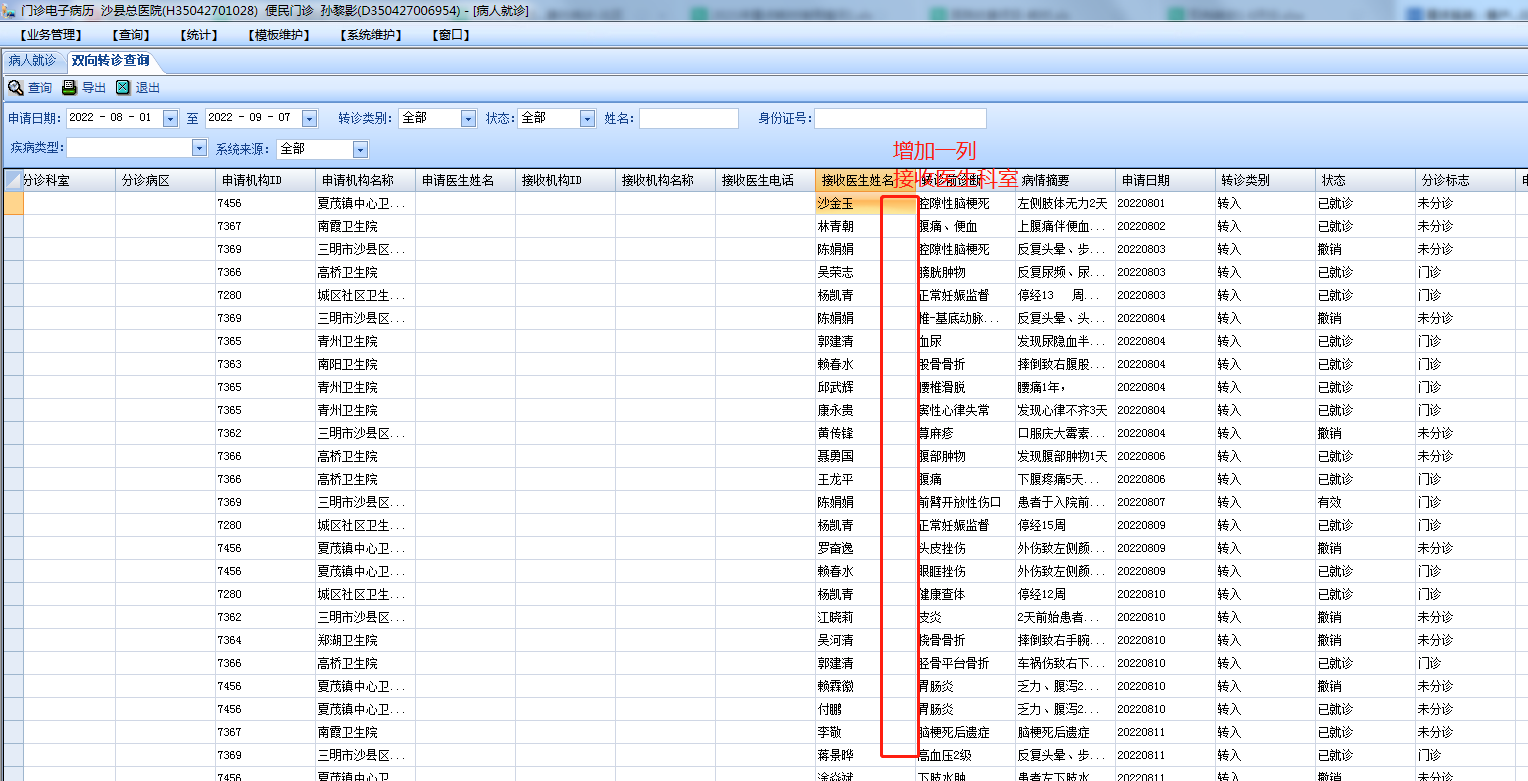 门诊电子病历 沙县总医院(H35042701028) 便民门诊 孙黎影(D350427006954) - [病人就诊]
【业务管理】 【查询】 【统计】 【模板维护】 【系统维护】 【窗口】
病人就诊 双向转诊查询
查询 导出 退出
申请日期: 2022 - 08 - 01 至 2022 - 09 - 07 转诊类别: 全部 状态: 全部 姓名: 身份证号:
疾病类型: 系统来源: 全部
增加一列
接收医生科室
分诊科室 分诊病区 申请机构ID 申请机构名称 申请医生姓名 接收机构ID 接收机构名称 接收医生电话 接收医生姓名 转诊前诊断 病情摘要 申请日期 转诊类别 状态 分诊标志 申
7456 夏茂镇中心卫... 沙金玉 腔隙性脑梗死 左侧肢体无力2天 20220801 转入 已就诊 未分诊
7367 南霞卫生院 林青朝 腹痛、便血 上腹痛伴便血... 20220802 转入 已就诊 未分诊
7369 三明市沙县区... 陈娟娟 腔隙性脑梗死 反复头晕、步... 20220803 转入 撤销 未分诊
7366 高桥卫生院 吴荣志 膀胱肿物 反复尿频、尿... 20220803 转入 已就诊 门诊
7280 城区社区卫生... 杨凯青 正常妊娠监督 停经13 周... 20220803 转入 已就诊 门诊
7369 三明市沙县区... 陈娟娟 椎-基底动脉... 反复头晕、头... 20220804 转入 撤销 未分诊
7365 青州卫生院 郭建清 血尿 发现尿隐血半... 20220804 转入 已就诊 门诊
7363 南阳卫生院 赖春水 股骨骨折 摔倒致右腹股... 20220804 转入 已就诊 门诊
7365 青州卫生院 邱武辉 腰椎滑脱 腰痛1年, 20220804 转入 已就诊 门诊
7365 青州卫生院 康永贵 窦性心律失常 发现心律不齐3天 20220804 转入 已就诊 门诊
7362 三明市沙县区... 黄传锋 荨麻疹 口服庆大霉素... 20220804 转入 撤销 未分诊
7366 高桥卫生院 聂勇国 腹部肿物 发现腹部肿物1天 20220806 转入 已就诊 未分诊
7366 高桥卫生院 王龙平 腹痛 下腹疼痛5天... 20220806 转入 已就诊 门诊
7369 三明市沙县区... 陈娟娟 前臂开放性伤口 患者于入院前... 20220807 转入 有效 门诊
7280 城区社区卫生... 杨凯青 正常妊娠监督 停经15周 20220809 转入 已就诊 门诊
7456 夏茂镇中心卫... 罗奋逸 头皮挫伤 外伤致左侧颜... 20220809 转入 撤销 未分诊
7456 夏茂镇中心卫... 赖春水 眼眶挫伤 外伤致左侧颜... 20220809 转入 已就诊 门诊
7280 城区社区卫生... 杨凯青 健康查体 停经12周 20220810 转入 已就诊 门诊
7362 三明市沙县区... 江晓莉 皮炎 2天前始患者... 20220810 转入 撤销 未分诊
7364 郑湖卫生院 吴河清 桡骨骨折 摔倒致右手腕... 20220810 转入 撤销 未分诊
7366 高桥卫生院 郭建清 胫骨平台骨折 车祸伤致右下... 20220810 转入 已就诊 门诊
7456 夏茂镇中心卫... 赖霖徽 胃肠炎 乏力、腹泻2... 20220810 转入 撤销 未分诊
7456 夏茂镇中心卫... 付鹏 胃肠炎 乏力、腹泻2... 20220810 转入 已就诊 未分诊
7367 南霞卫生院 李敬 脑梗死后遗症 脑梗死后遗症 20220811 转入 已就诊 未分诊
7369 三明市沙县区... 蒋景晔 高血压2级 反复头晕、步... 20220811 转入 已就诊 门诊
7456 夏茂镇中心卫... 涂焱斌 下肢水肿 患者左下肢水... 20220811 转入 撤销 未分诊